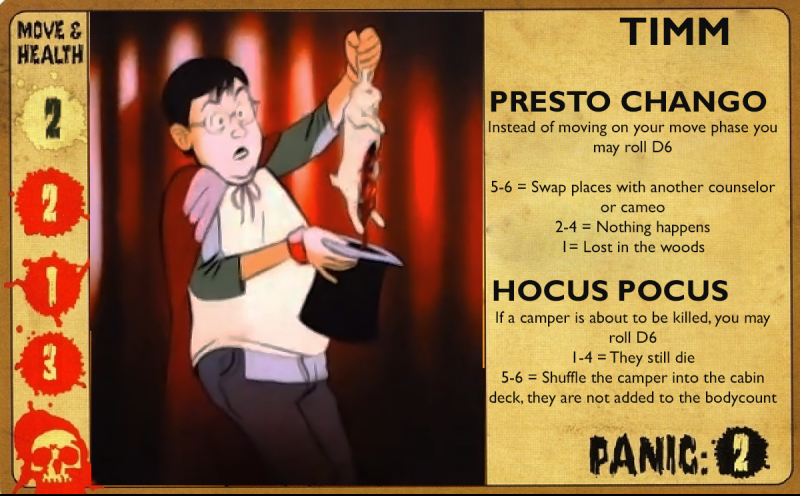 MOVE &
HEALTH
2
2
1
3
TIMM
PRESTO CHANGO
Instead of moving on your move phase you
may roll D6
5-6 = Swap places with another counselor
or cameo
2-4 = Nothing happens
1= Lost in the woods
HOCUS POCUS
If a camper is about to be killed, you may
roll D6
1-4 = They still die
5-6 = Shuffle the camper into the cabin
deck, they are not added to the bodycount
PANIC: 2